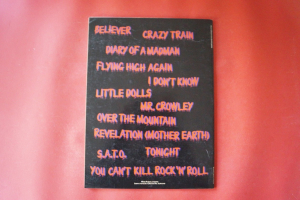 BELIEVER CRAZY TRAIN
DIARY OF A MADMAN
FLYING HIGH AGAIN
I DON'T KNOW
LITTLE DOLLS
MR. CROWLEY
OVER THE MOUNTAIN
REVELATION (MOTHER EARTH)
S.A.T.O. TONIGHT
YOU CAN'T KILL ROCK'N'ROLL